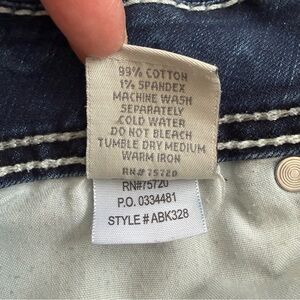 99% COTTON
1% SPANDEX
MACHINE WASH
SEPARATELY
COLD WATER
DO NOT BLEACH
TUMBLE DRY MEDIUM
WARM IRON
RN# 75720
RN#75720
P.O. 0334481
STYLE # ABK328